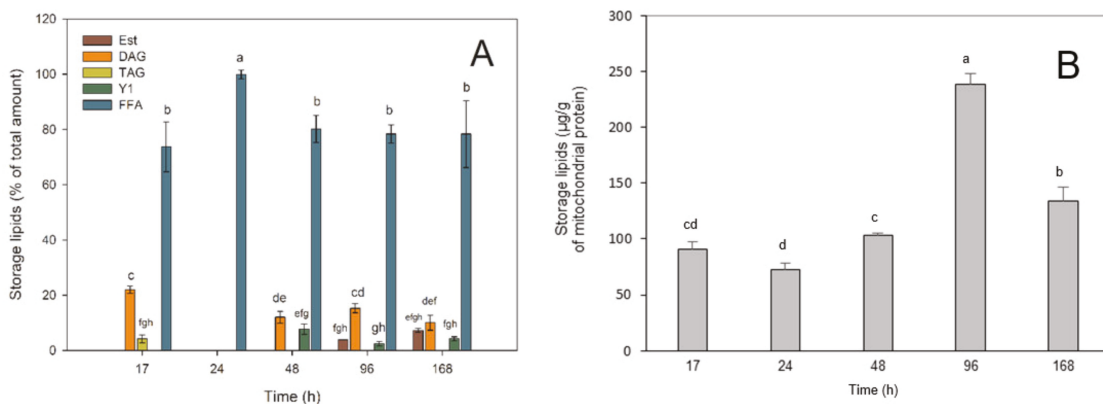 120
100
80
60
40
20
0
Storage lipids (% of total amount)
Est
DAG
TAG
Y1
FFA
A
c
fgh
b
a
de
efg
b
fgh
cd
gh
b
efgh
def
fgh
b
17 24 48 96 168
Time (h)
300
250
200
150
100
50
0
Storage lipids (µg/g
of mitochondrial protein)
B
cd
d
c
a
b
17 24 48 96 168
Time (h)